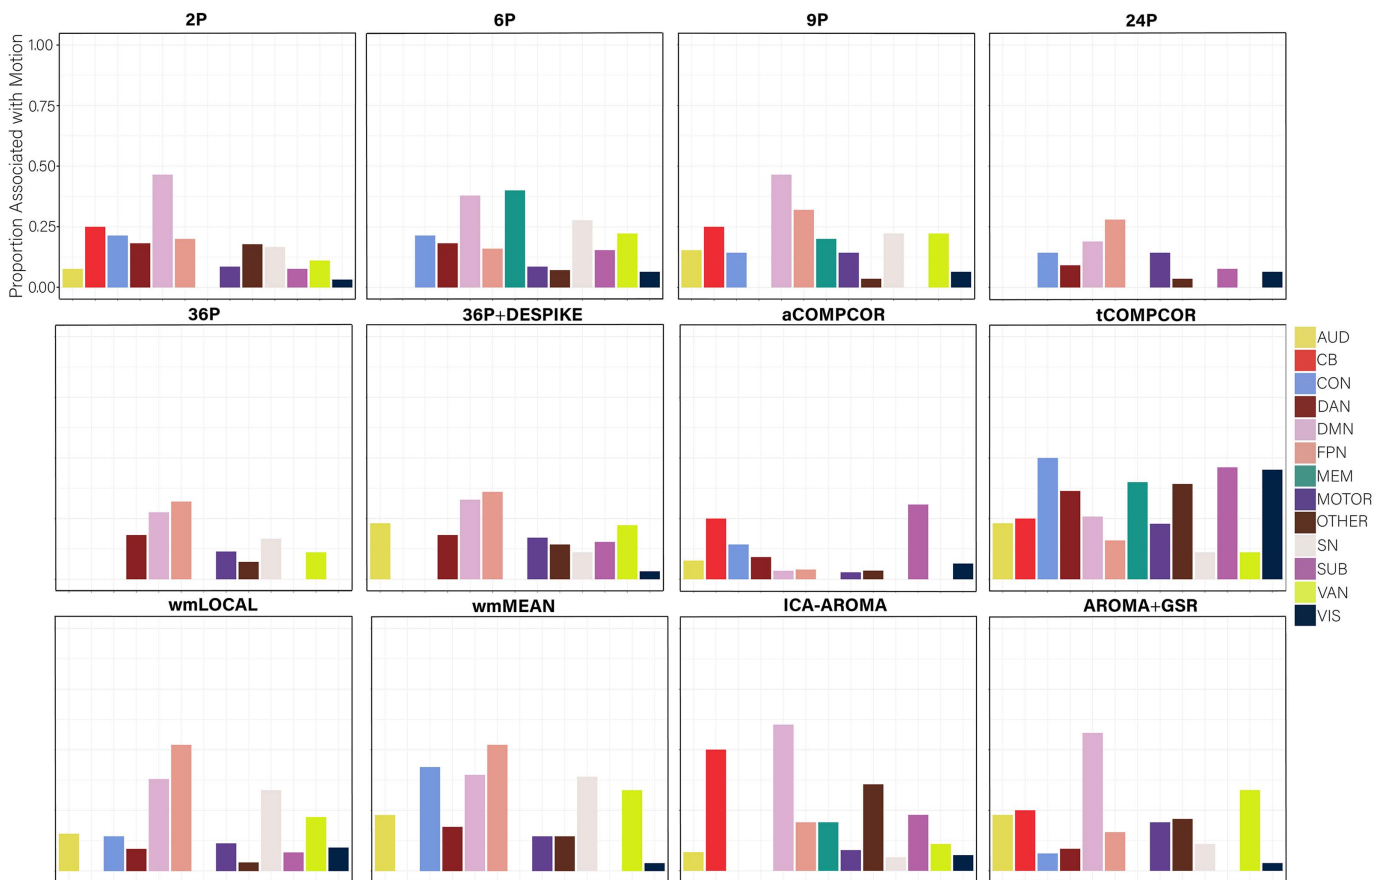 2P
6P
9P
24P
Proportion Associated with Motion
1.00
0.75
0.50
0.25
0.00
36P
36P+DESPIKE
aCOMPCOR
tCOMPCOR
AUD
CB
CON
DAN
DMN
FPN
MEM
MOTOR
OTHER
SN
SUB
VAN
VIS
wmLOCAL
wmMEAN
ICA-AROMA
AROMA+GSR